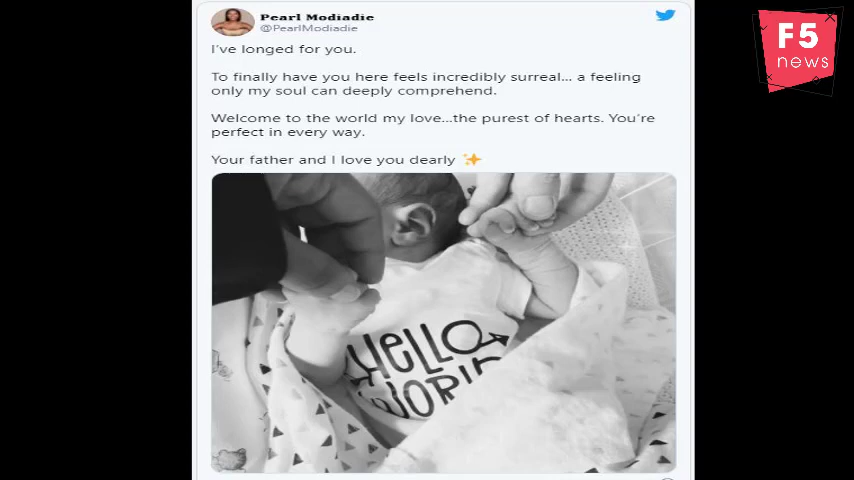 Pearl Modiadie
@PearlModiadie
I've longed for you.
To finally have you here feels incredibly surreal... a feeling
only my soul can deeply comprehend.
Welcome to the world my love...the purest of hearts. You're
perfect in every way.
Your father and I love you dearly ✨
HELLO
WORLD
F5
news